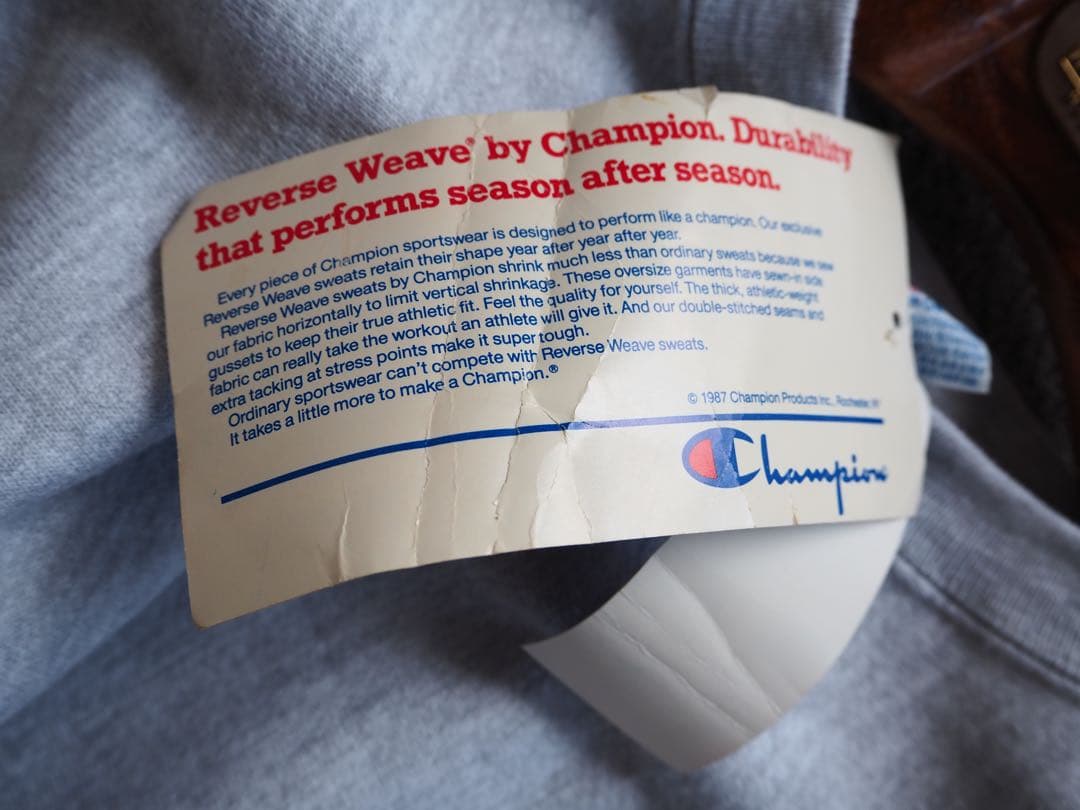 Reverse Weave® by Champion. Durability
that performs season after season.
Every piece of Champion sportswear is designed to perform like a champion. Our exclusive
Reverse Weave sweats retain their shape year after year after year.
Reverse Weave sweats by Champion shrink much less than ordinary sweats because we sew
our fabric horizontally to limit vertical shrinkage. These oversize garments have sewn-in side
gussets to keep their true athletic fit. Feel the quality for yourself. The thick, athletic-weight
fabric can really take the workout an athlete will give it. And our double-stitched seams and
extra tacking at stress points make it super tough.
Ordinary sportswear can't compete with Reverse Weave sweats.
It takes a little more to make a Champion.®
© 1987 Champion Products Inc., Rochester, NY
Champion